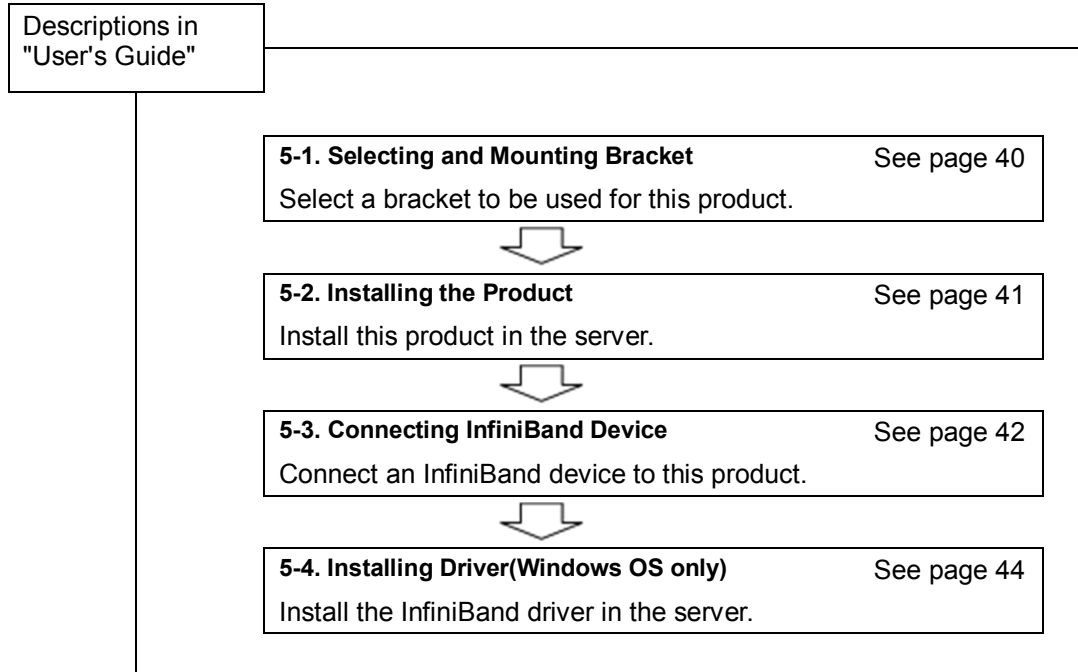 Descriptions in
"User's Guide"
5-1. Selecting and Mounting Bracket See page 40
Select a bracket to be used for this product.
5-2. Installing the Product See page 41
Install this product in the server.
5-3. Connecting InfiniBand Device See page 42
Connect an InfiniBand device to this product.
5-4. Installing Driver(Windows OS only) See page 44
Install the InfiniBand driver in the server.